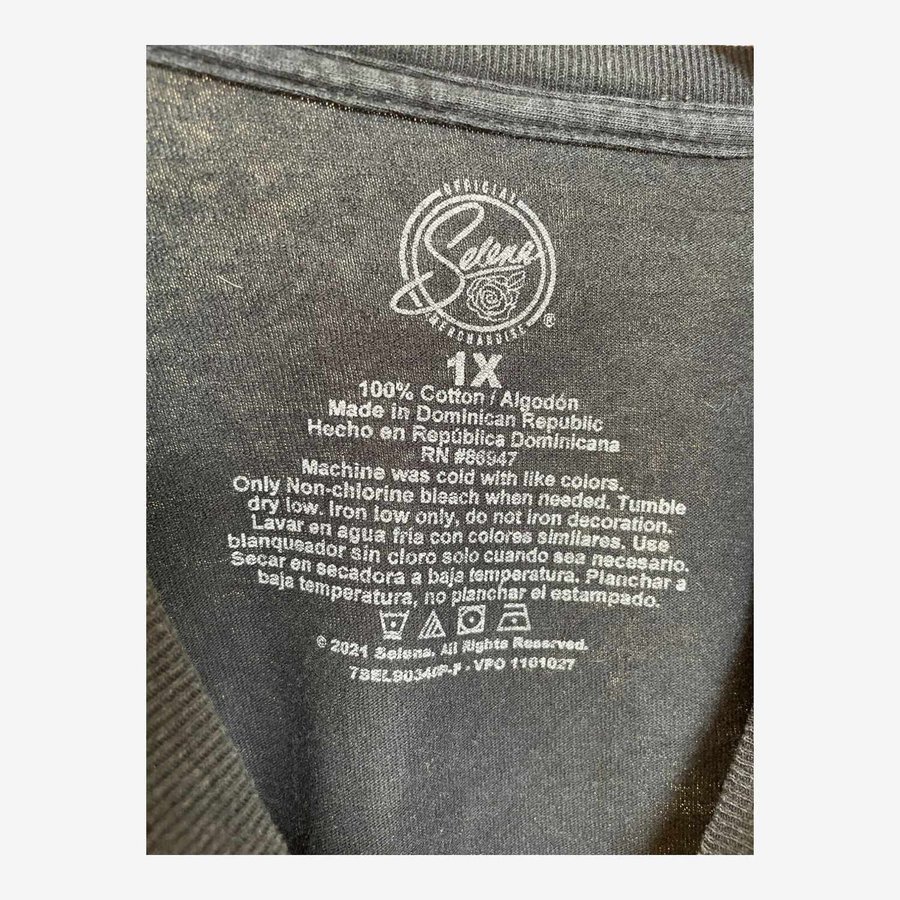 OFFICIAL
Selena
MERCHANDISE ®
1X
100% Cotton / Algodón
Made in Dominican Republic
Hecho en República Dominicana
RN #86947
Machine was cold with like colors.
Only Non-chlorine bleach when needed. Tumble
dry low. Iron low only, do not iron decoration.
Lavar en agua fria con colores similares. Use
blanqueador sin cloro solo cuando sea necesario.
Secar en secadora a baja temperatura. Planchar a
baja temperatura, no planchar el estampado.
© 2021 Selena. All Rights Reserved.
- VPO 1101027